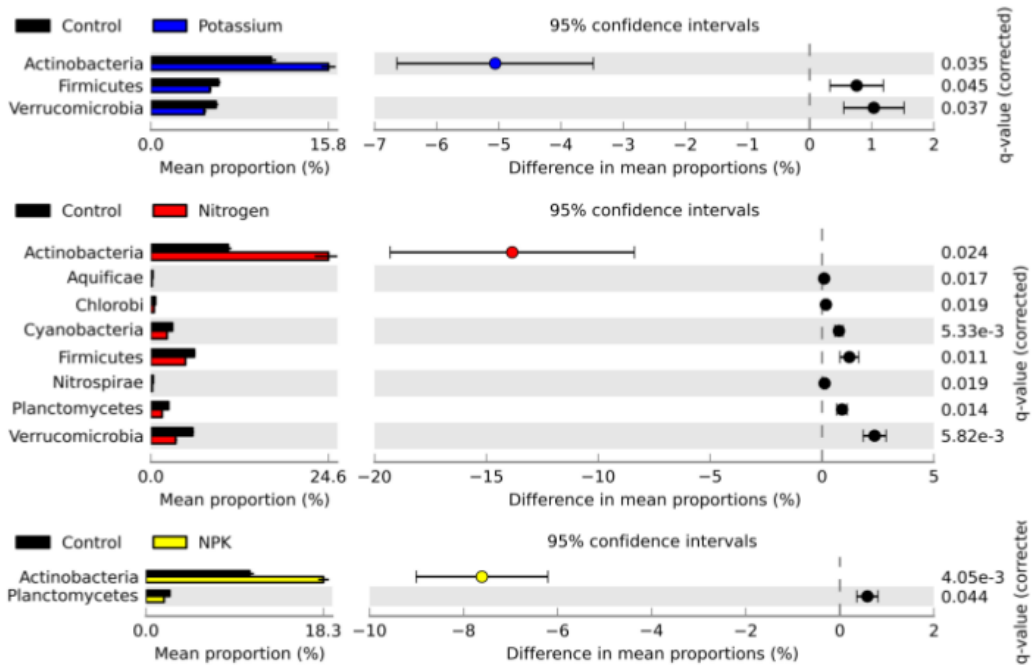 Control Potassium 95% confidence intervals
Actinobacteria 0.035
Firmicutes 0.045
Verrucomicrobia 0.037
0.0 15.8 −7 −6 −5 −4 −3 −2 −1 0 1 2
Mean proportion (%) Difference in mean proportions (%)
q-value (corrected)
Control Nitrogen 95% confidence intervals
Actinobacteria 0.024
Aquificae 0.017
Chlorobi 0.019
Cyanobacteria 5.33e-3
Firmicutes 0.011
Nitrospirae 0.019
Planctomycetes 0.014
Verrucomicrobia 5.82e-3
0.0 24.6 −20 −15 −10 −5 0 5
Mean proportion (%) Difference in mean proportions (%)
q-value (corrected)
Control NPK 95% confidence intervals
Actinobacteria 4.05e-3
Planctomycetes 0.044
0.0 18.3 −10 −8 −6 −4 −2 0 2
Mean proportion (%) Difference in mean proportions (%)
q-value (corrected